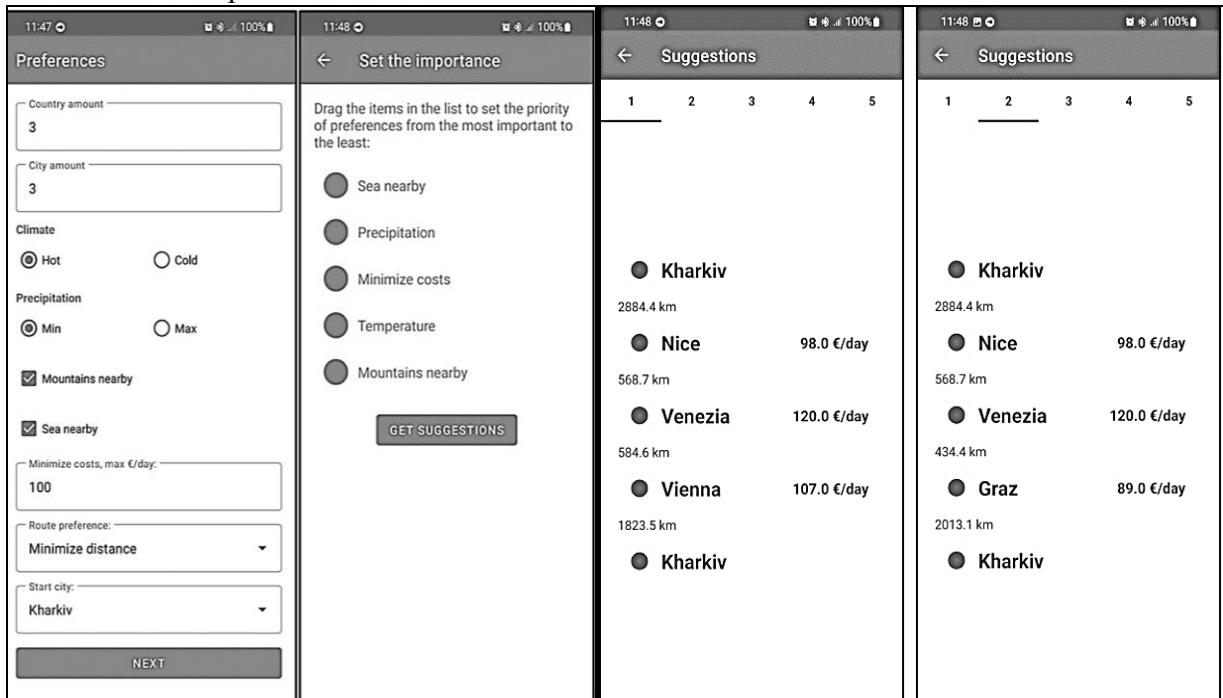 11:47 100%
Preferences
Country amount
3
City amount
3
Climate
Hot Cold
Precipitation
Min Max
Mountains nearby
Sea nearby
Minimize costs, max €/day:
100
Route preference:
Minimize distance
Start city:
Kharkiv
NEXT
11:48 100%
Set the importance
Drag the items in the list to set the priority
of preferences from the most important to
the least:
Sea nearby
Precipitation
Minimize costs
Temperature
Mountains nearby
GET SUGGESTIONS
11:48 100%
Suggestions
1 2 3 4 5
Kharkiv
2884.4 km
Nice 98.0 €/day
568.7 km
Venezia 120.0 €/day
584.6 km
Vienna 107.0 €/day
1823.5 km
Kharkiv
11:48 100%
Suggestions
1 2 3 4 5
Kharkiv
2884.4 km
Nice 98.0 €/day
568.7 km
Venezia 120.0 €/day
434.4 km
Graz 89.0 €/day
2013.1 km
Kharkiv